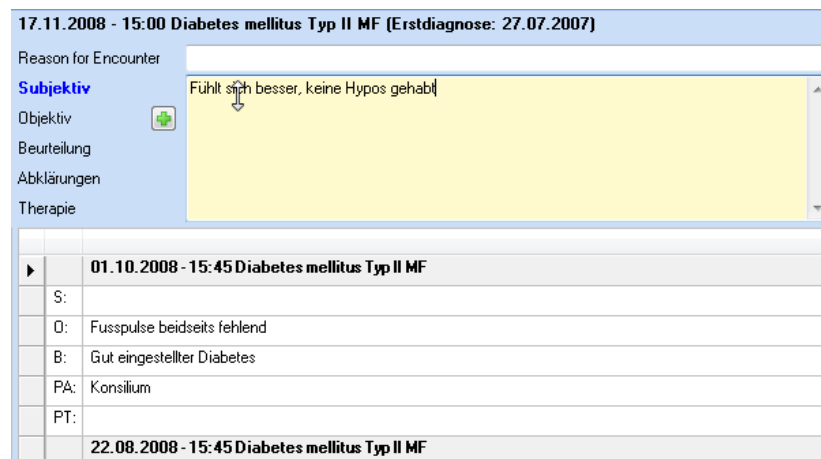 17.11.2008 - 15:00 Diabetes mellitus Typ II MF (Erstdiagnose: 27.07.2007)
Reason for Encounter
Subjektiv
Fühlt sich besser, keine Hypos gehabt
Objektiv
Beurteilung
Abklärungen
Therapie
01.10.2008 - 15:45 Diabetes mellitus Typ II MF
S:
O: Fusspulse beidseits fehlend
B: Gut eingestellter Diabetes
PA: Konsilium
PT:
22.08.2008 - 15:45 Diabetes mellitus Typ II MF